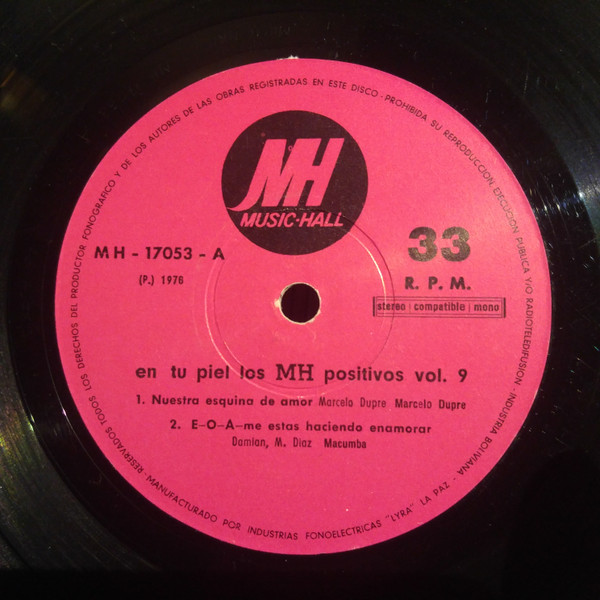 RESERVADOS TODOS LOS DERECHOS DEL PRODUCTOR FONOGRAFICO Y DE LOS AUTORES DE LAS OBRAS REGISTRADAS EN ESTE DISCO - PROHIBIDA SU REPRODUCCION, EJECUCION PUBLICA Y/O RADIOTELEDIFUSION - INDUSTRIA BOLIVIANA
MH
MUSIC-HALL
MH - 17053 - A
(P.) 1976
33
R. P. M.
stereo | compatible | mono
en tu piel los MH positivos vol. 9
1. Nuestra esquina de amor Marcelo Dupre Marcelo Dupre
2. E-O-A-me estas haciendo enamorar
Damian, M. Diaz Macumba
- MANUFACTURADO POR INDUSTRIAS FONOELECTRICAS "LYRA" LA PAZ -